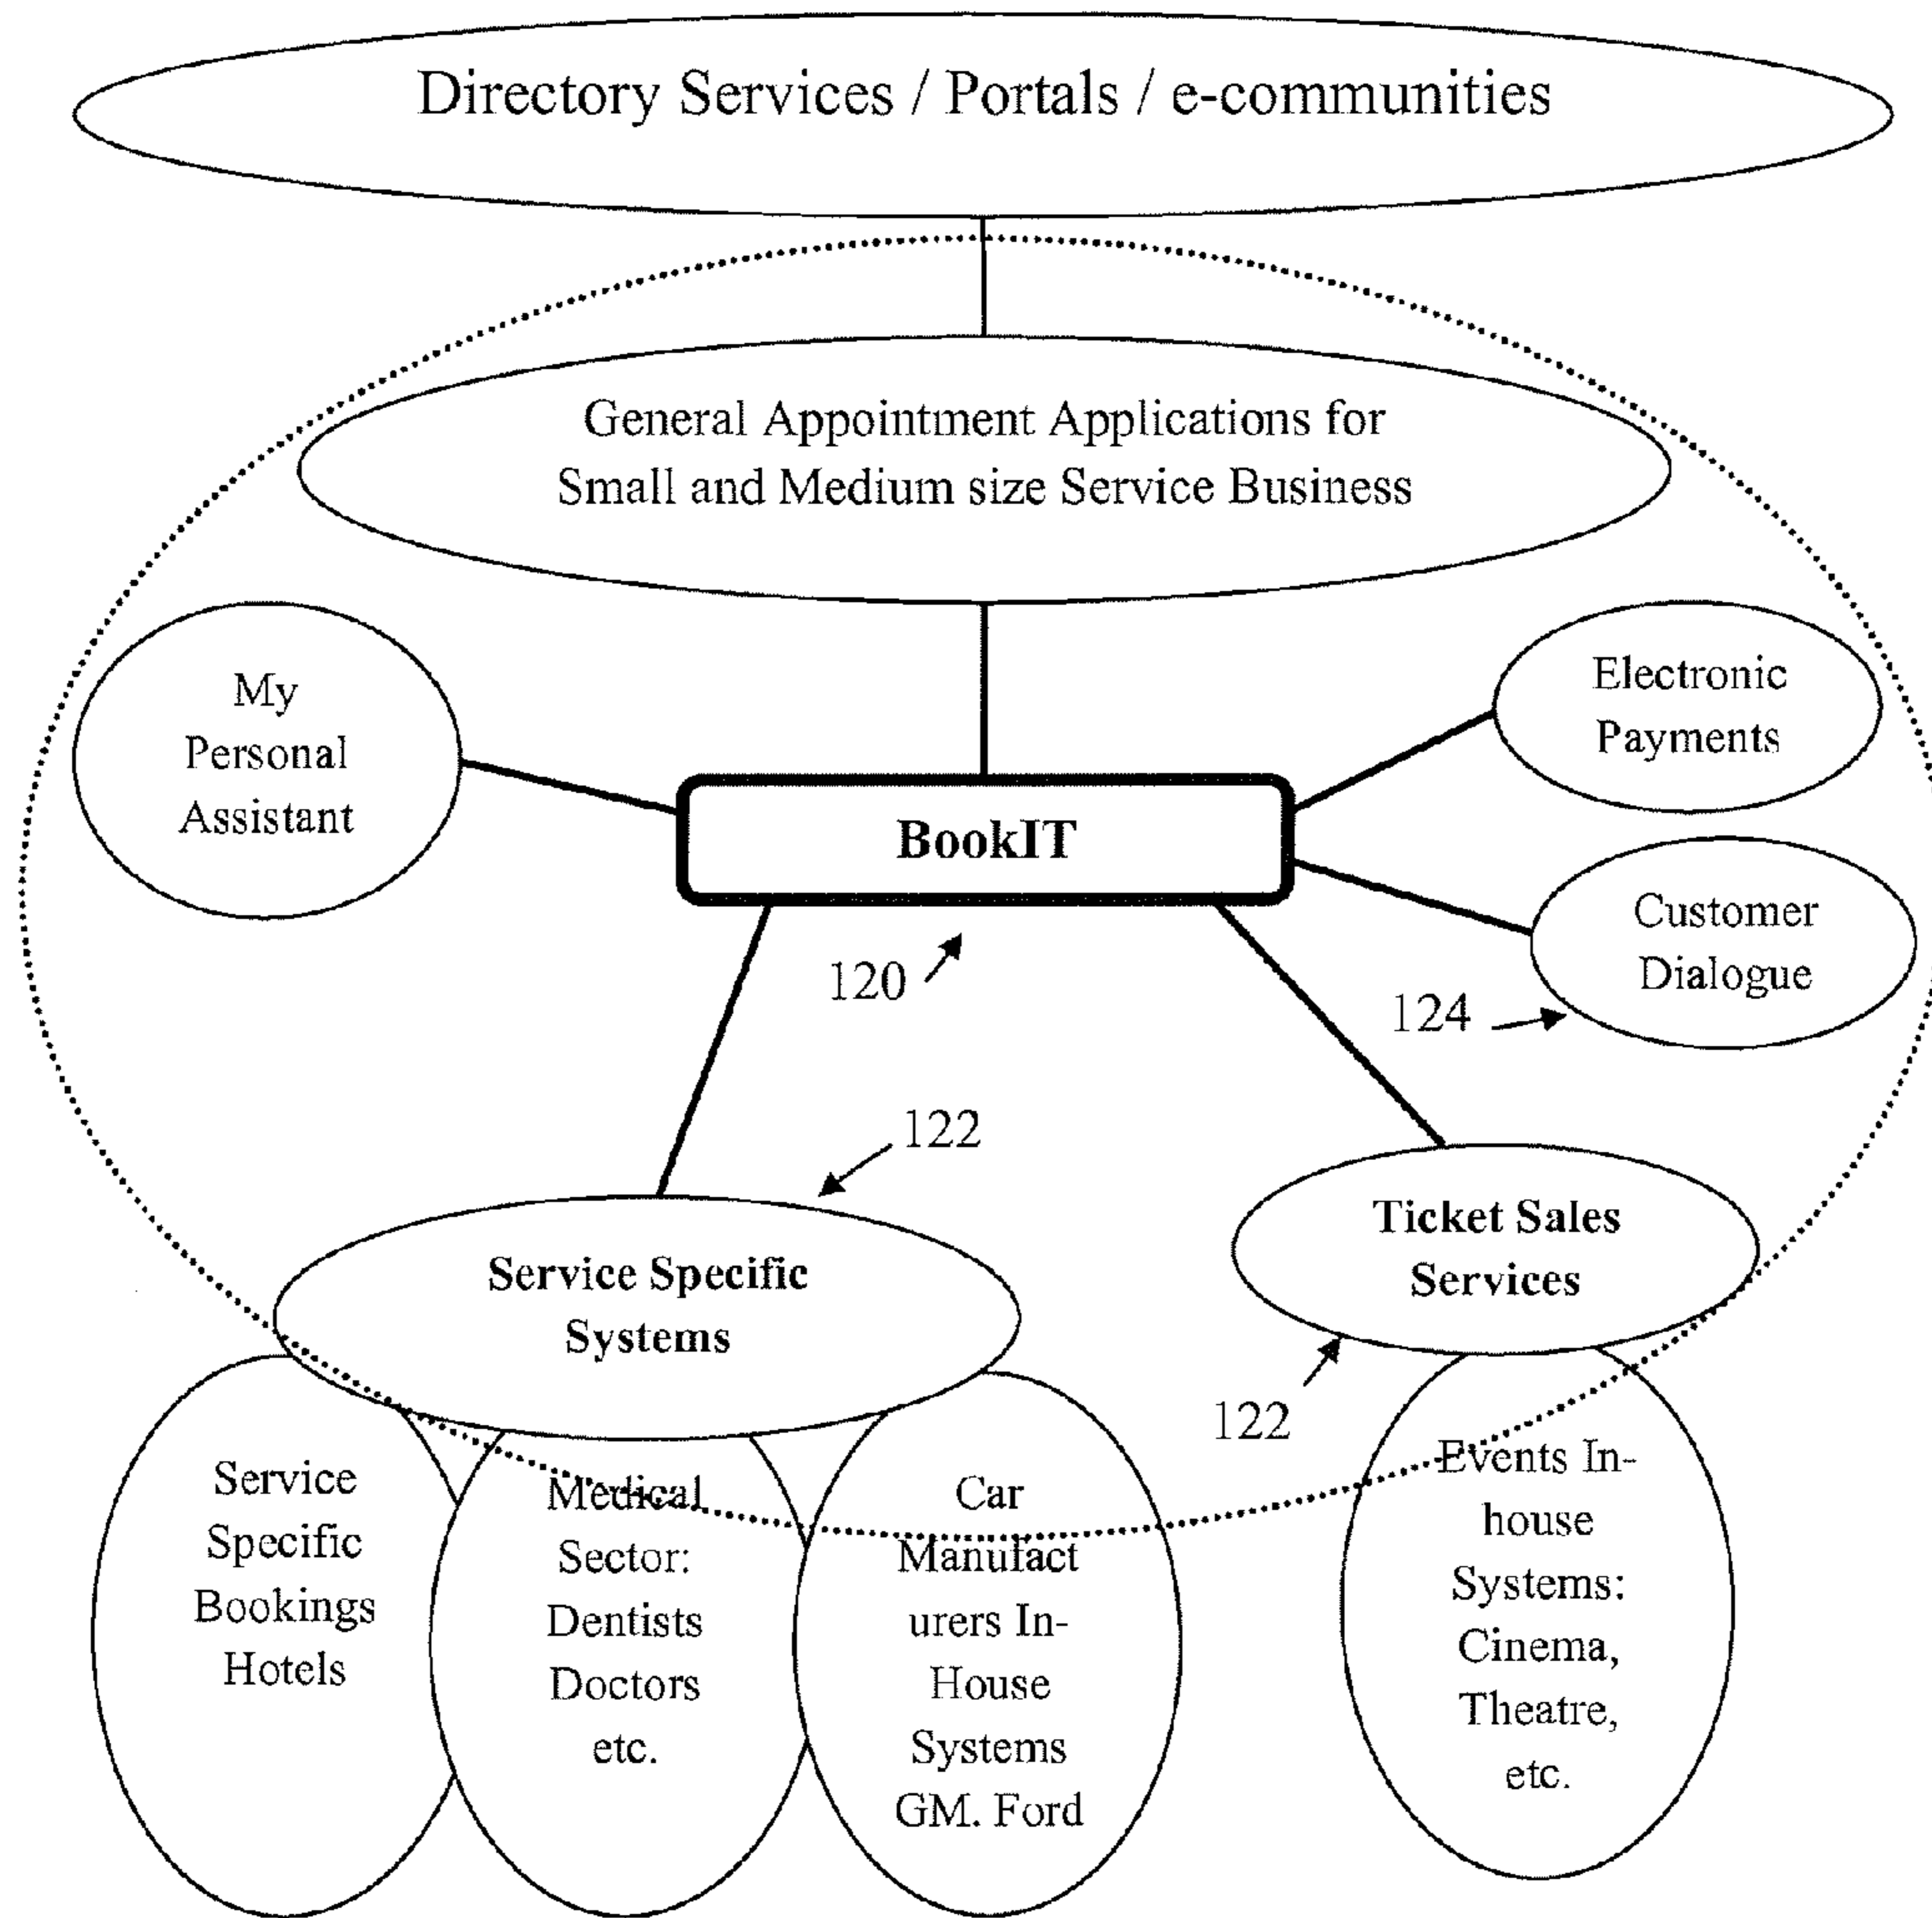 Directory Services / Portals / e-communities
General Appointment Applications for
Small and Medium size Service Business
My
Personal
Assistant
Electronic
Payments
BookIT
Customer
Dialogue
120
124
122
Service Specific
Systems
Ticket Sales
Services
122
Service
Specific
Bookings
Hotels
Medical
Sector:
Dentists
Doctors
etc.
Car
Manufact
urers In-
House
Systems
GM. Ford
Events In-
house
Systems:
Cinema,
Theatre,
etc.